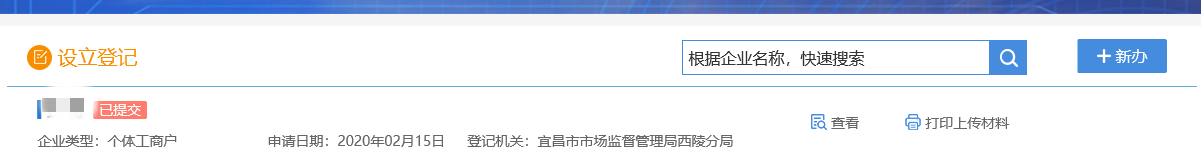 设立登记
根据企业名称，快速搜索
新办
已提交
查看
打印上传材料
企业类型：个体工商户 申请日期：2020年02月15日 登记机关：宜昌市市场监督管理局西陵分局